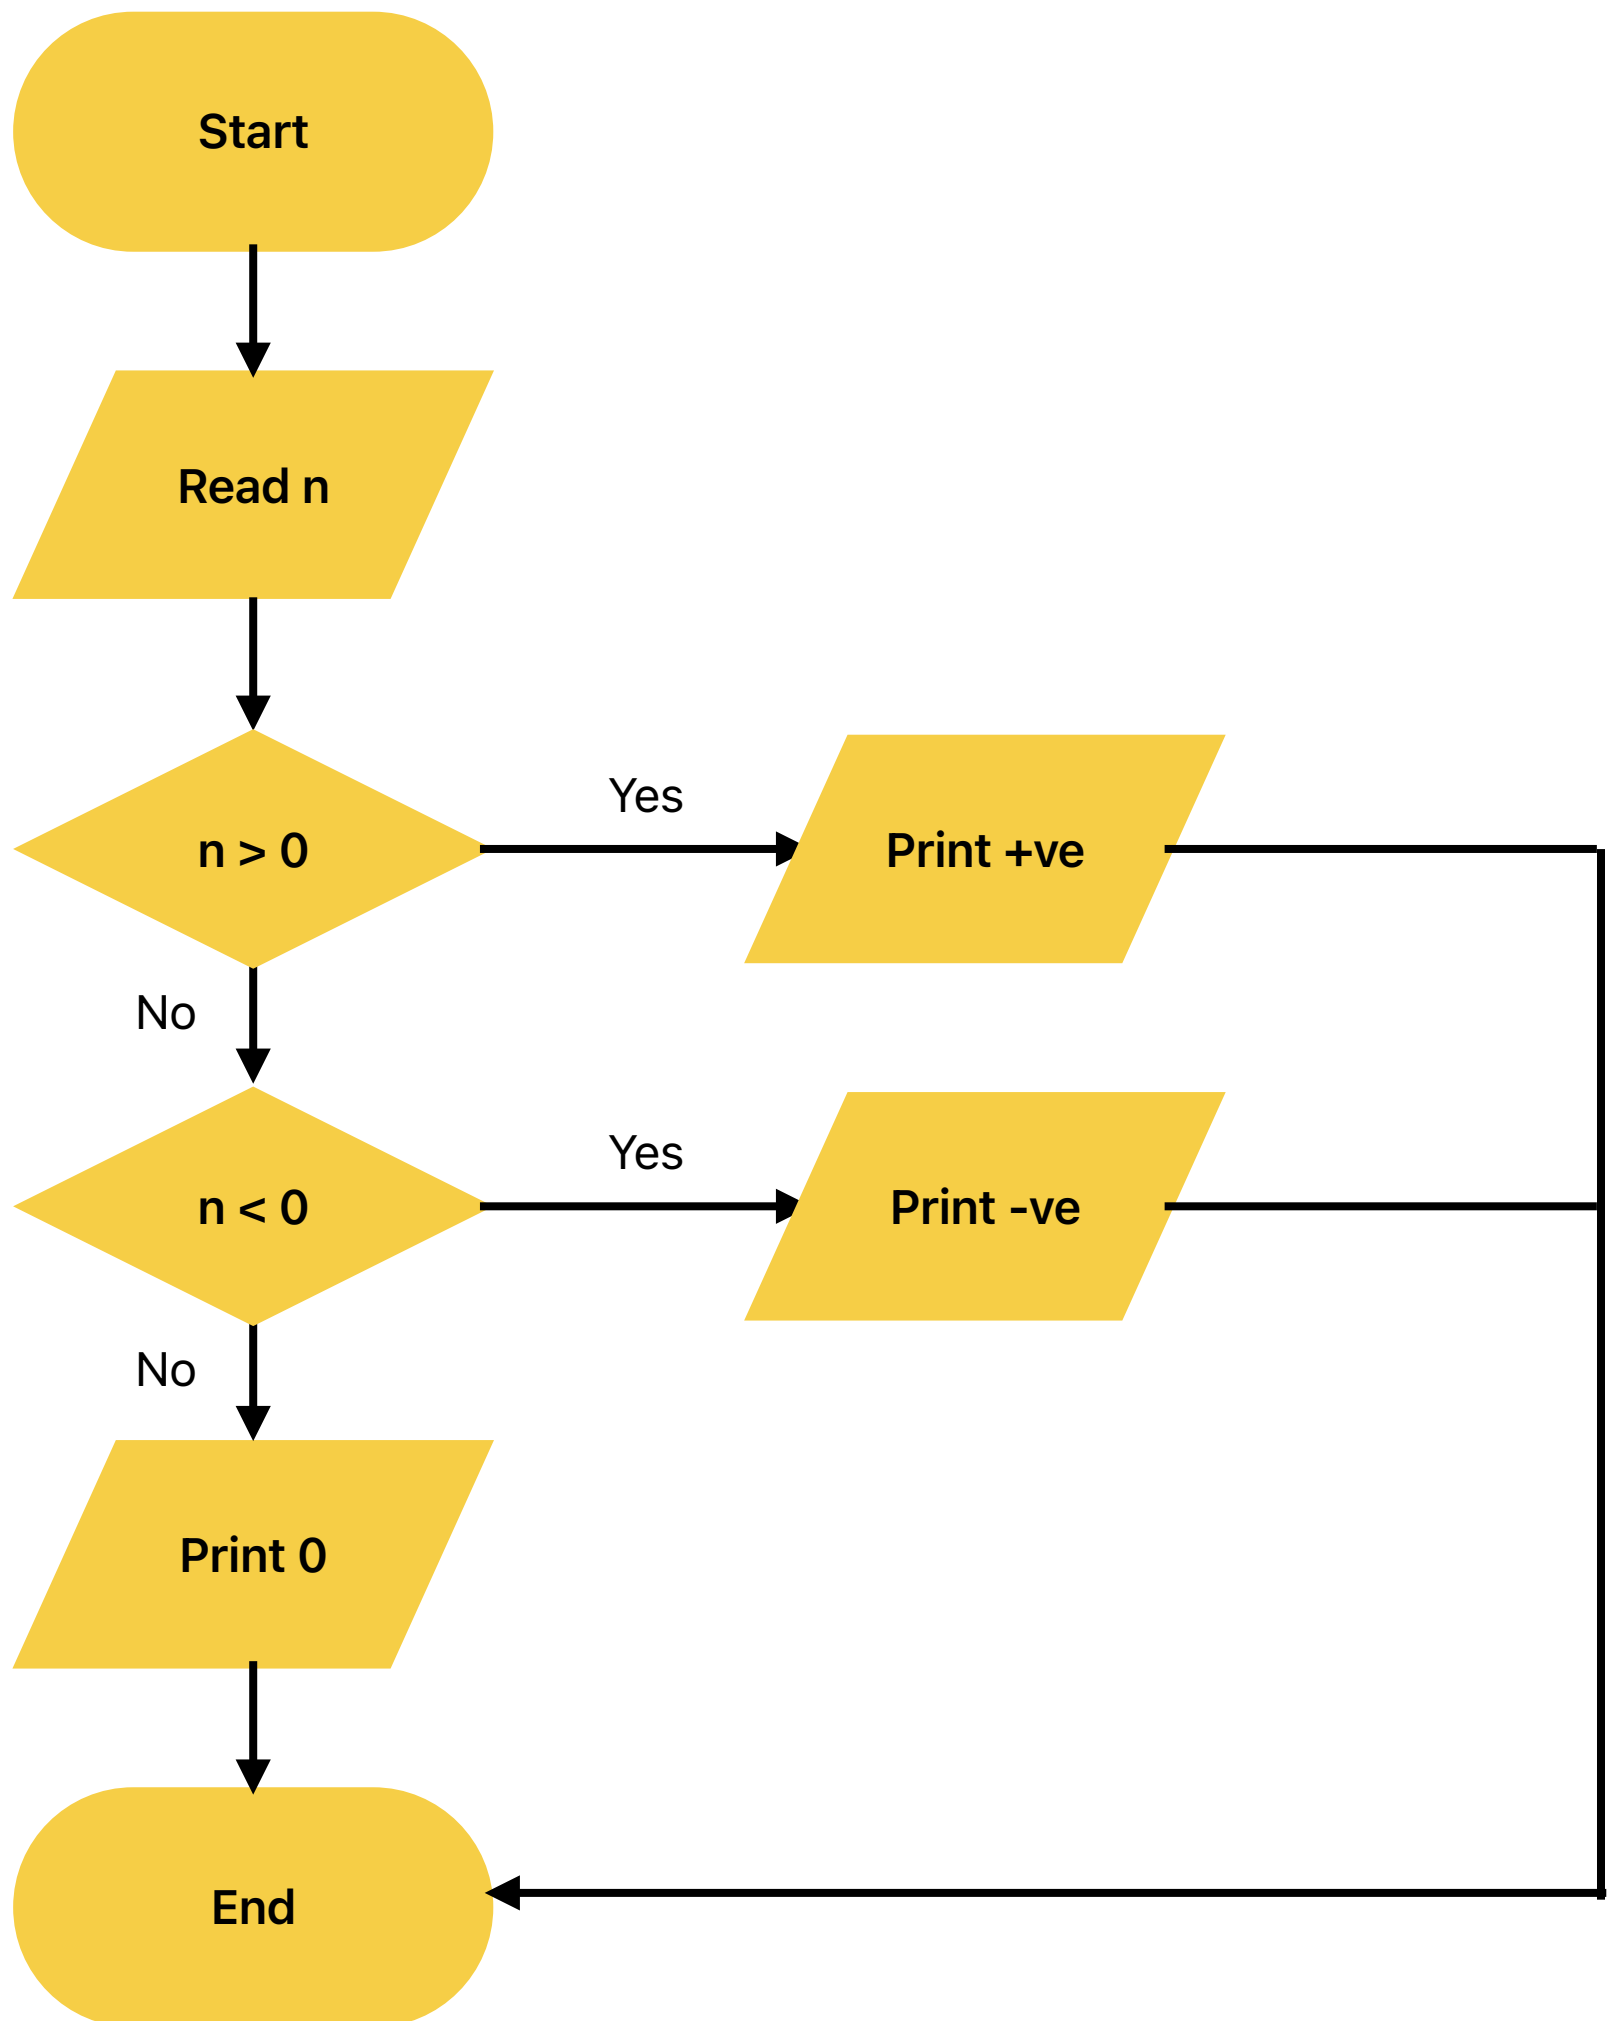 Start
Read n
n > 0
Yes
Print +ve
No
n < 0
Yes
Print -ve
No
Print 0
End